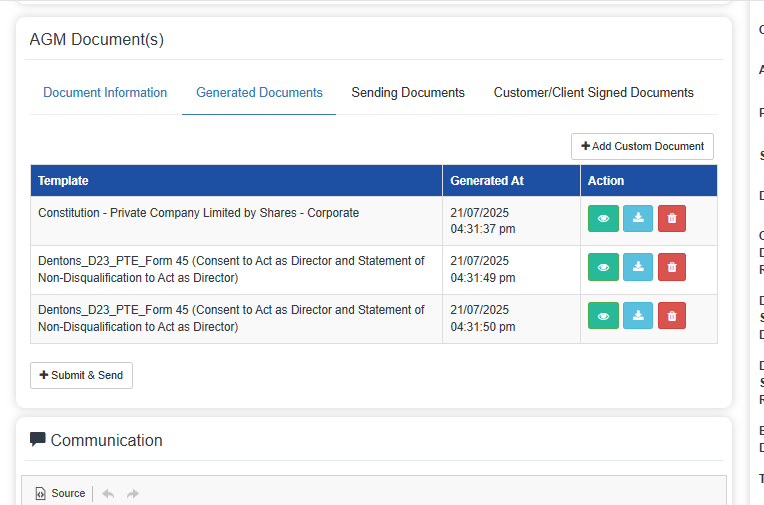 AGM Document(s)
Document Information Generated Documents Sending Documents Customer/Client Signed Documents
Add Custom Document
Template Generated At Action
Constitution - Private Company Limited by Shares - Corporate 21/07/2025
04:31:37 pm
Dentons_D23_PTE_Form 45 (Consent to Act as Director and Statement of 21/07/2025
Non-Disqualification to Act as Director) 04:31:49 pm
Dentons_D23_PTE_Form 45 (Consent to Act as Director and Statement of 21/07/2025
Non-Disqualification to Act as Director) 04:31:50 pm
Submit & Send
Communication
Source